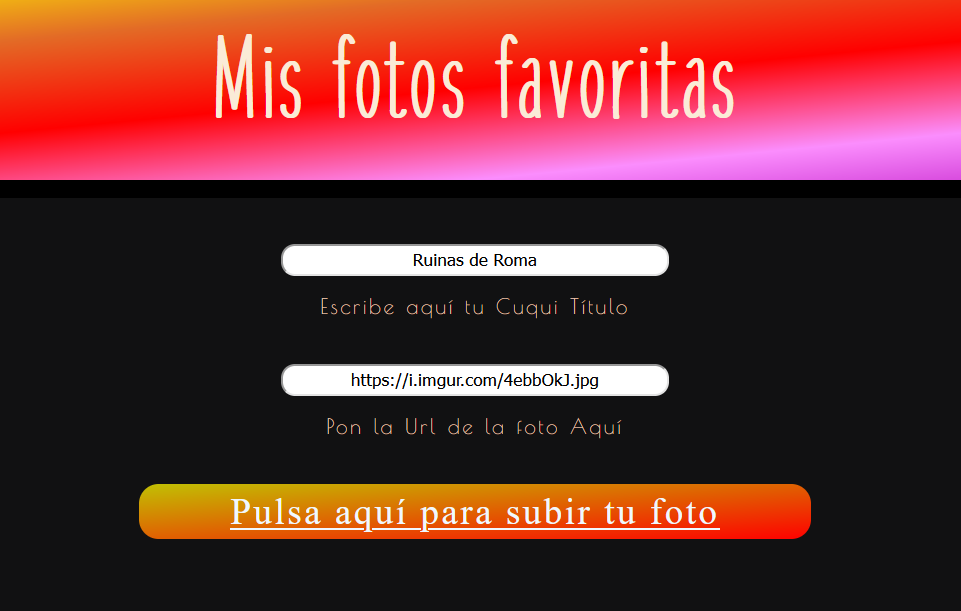 Mis fotos favoritas
Ruinas de Roma
Escribe aquí tu Cuqui Título
https://i.imgur.com/4ebbOkJ.jpg
Pon la Url de la foto Aquí
Pulsa aquí para subir tu foto